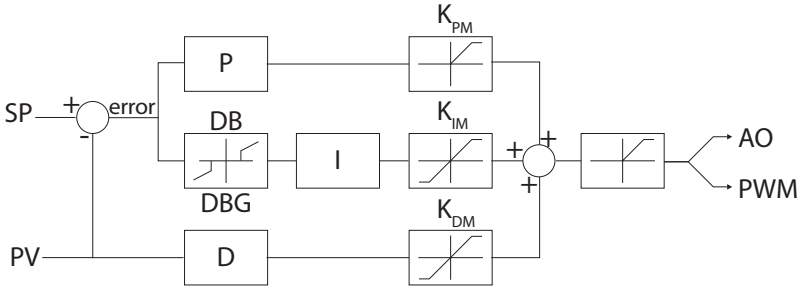 K_PM
P
SP
+
-
error
DB
DBG
I
K_IM
+
+
+
AO
PWM
K_DM
PV
D